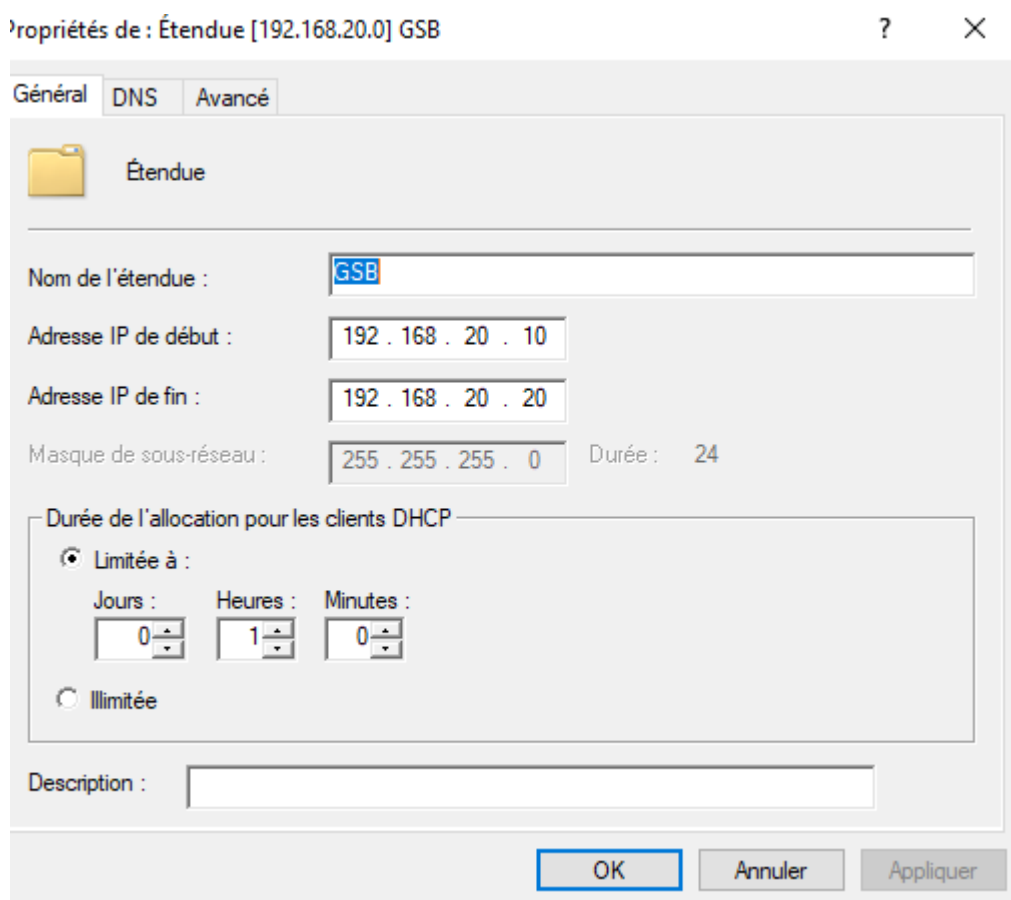 Propriétés de : Étendue [192.168.20.0] GSB ? ×
Général DNS Avancé
Étendue
Nom de l'étendue : GSB
Adresse IP de début : 192 . 168 . 20 . 10
Adresse IP de fin : 192 . 168 . 20 . 20
Masque de sous-réseau : 255 . 255 . 255 . 0 Durée : 24
Durée de l'allocation pour les clients DHCP
Limitée à :
Jours : Heures : Minutes :
0 1 0
Illimitée
Description :
OK Annuler Appliquer